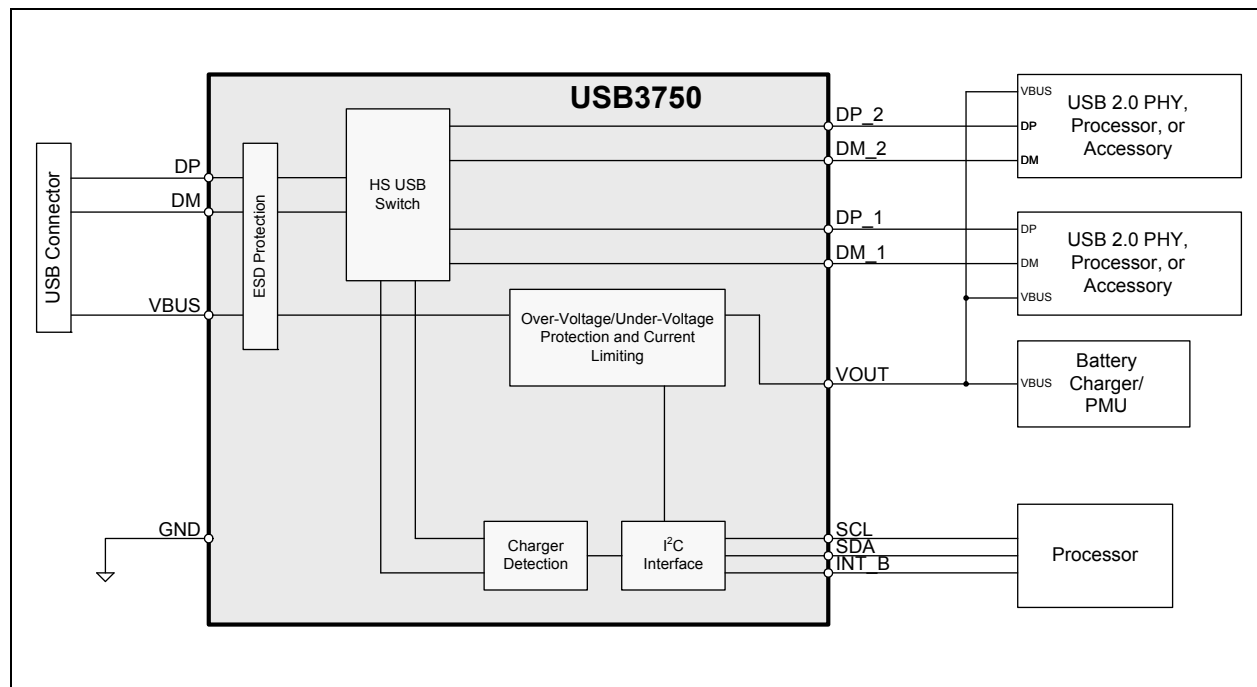 USB3750
USB Connector
DP
DM
VBUS
GND
ESD Protection
HS USB
Switch
Over-Voltage/Under-Voltage
Protection and Current
Limiting
Charger
Detection
I²C
Interface
DP_2
DM_2
DP_1
DM_1
VOUT
SCL
SDA
INT_B
VBUS
DP
DM
USB 2.0 PHY,
Processor, or
Accessory
DP
DM
VBUS
USB 2.0 PHY,
Processor, or
Accessory
VBUS
Battery
Charger/
PMU
Processor